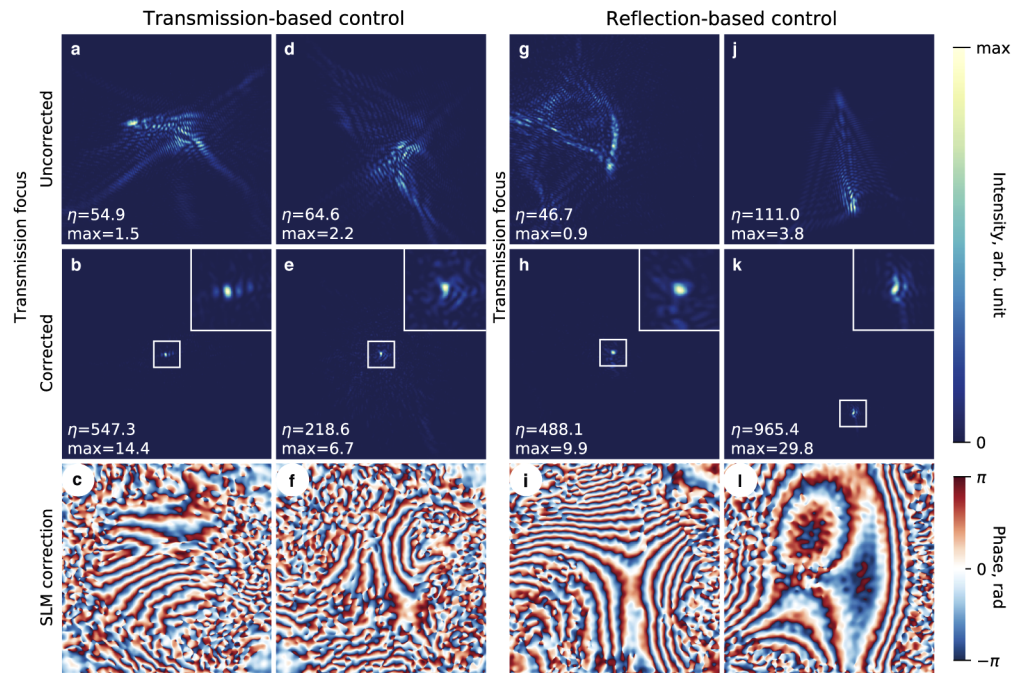 Transmission-based control
Reflection-based control
Transmission focus
Uncorrected
a
η=54.9
max=1.5
d
η=64.6
max=2.2
Transmission focus
g
η=46.7
max=0.9
j
η=111.0
max=3.8
Corrected
b
η=547.3
max=14.4
e
η=218.6
max=6.7
h
η=488.1
max=9.9
k
η=965.4
max=29.8
SLM correction
c
f
i
l
max
Intensity, arb. unit
0
π
Phase, rad
0
−π